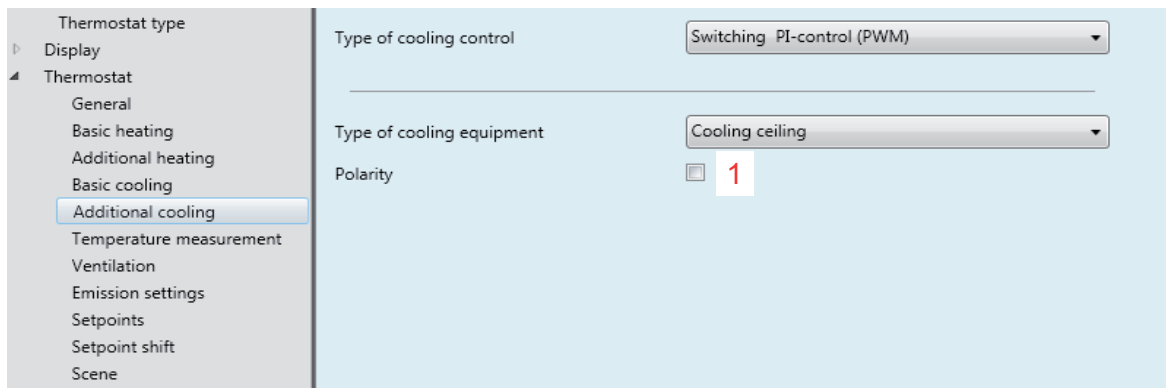 Thermostat type
Display
Thermostat
General
Basic heating
Additional heating
Basic cooling
Additional cooling
Temperature measurement
Ventilation
Emission settings
Setpoints
Setpoint shift
Scene
Type of cooling control Switching PI-control (PWM)
Type of cooling equipment Cooling ceiling
Polarity 1